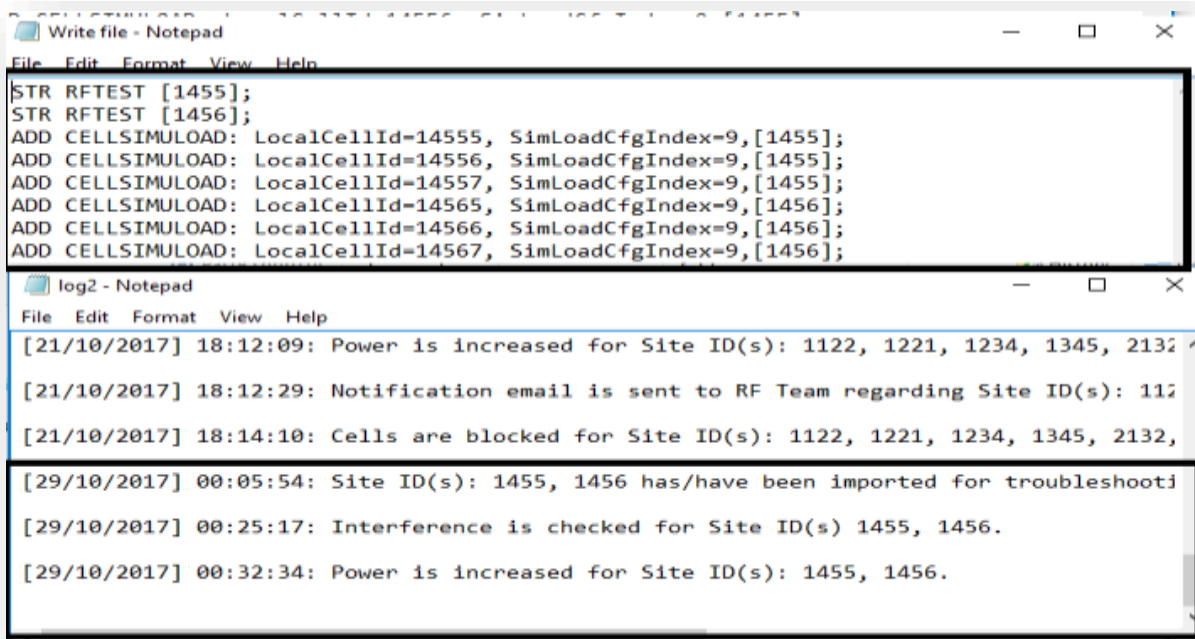 Write file - Notepad
File Edit Format View Help
STR RFTEST [1455];
STR RFTEST [1456];
ADD CELLSIMULOAD: LocalCellId=14555, SimLoadCfgIndex=9,[1455];
ADD CELLSIMULOAD: LocalCellId=14556, SimLoadCfgIndex=9,[1455];
ADD CELLSIMULOAD: LocalCellId=14557, SimLoadCfgIndex=9,[1455];
ADD CELLSIMULOAD: LocalCellId=14565, SimLoadCfgIndex=9,[1456];
ADD CELLSIMULOAD: LocalCellId=14566, SimLoadCfgIndex=9,[1456];
ADD CELLSIMULOAD: LocalCellId=14567, SimLoadCfgIndex=9,[1456];
log2 - Notepad
File Edit Format View Help
[21/10/2017] 18:12:09: Power is increased for Site ID(s): 1122, 1221, 1234, 1345, 2132
[21/10/2017] 18:12:29: Notification email is sent to RF Team regarding Site ID(s): 112
[21/10/2017] 18:14:10: Cells are blocked for Site ID(s): 1122, 1221, 1234, 1345, 2132,
[29/10/2017] 00:05:54: Site ID(s): 1455, 1456 has/have been imported for troubleshooti
[29/10/2017] 00:25:17: Interference is checked for Site ID(s) 1455, 1456.
[29/10/2017] 00:32:34: Power is increased for Site ID(s): 1455, 1456.